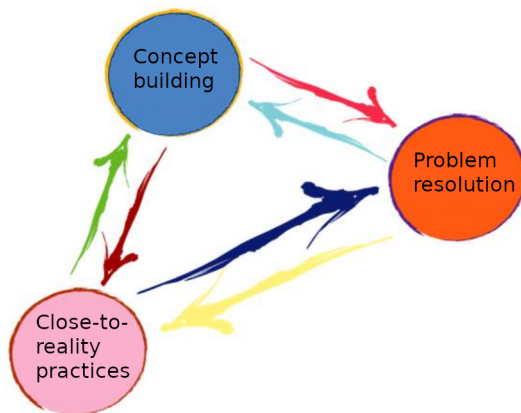 Concept
building
Problem
resolution
Close-to-
reality
practices